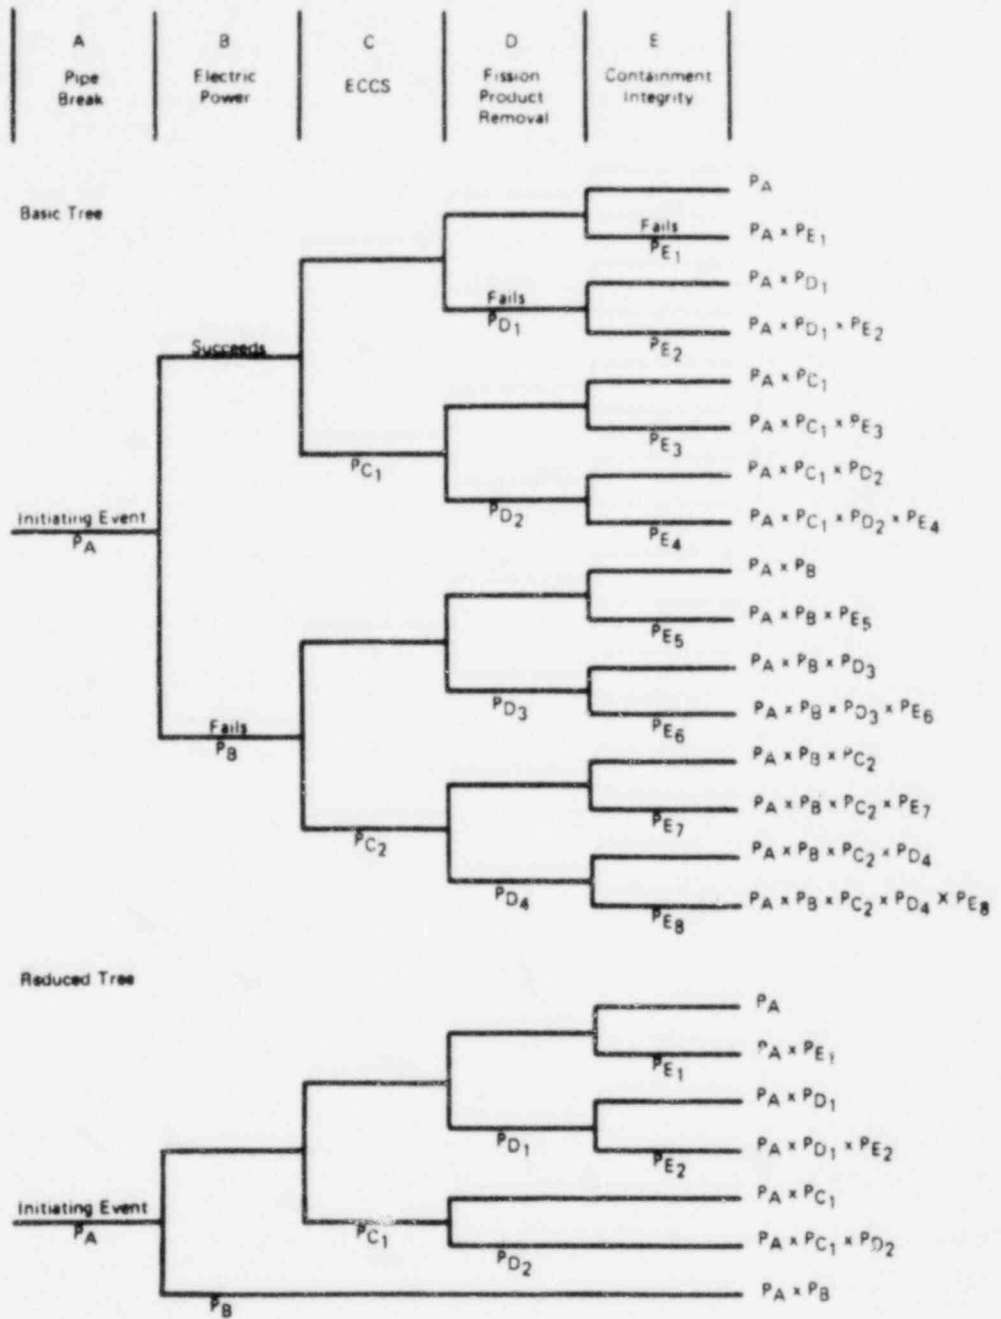 A B C D E
Pipe Break
Electric Power
ECCS
Fission Product Removal
Containment Integrity
Basic Tree
P_A
Fails
P_E1
P_A x P_E1
P_A x P_D1
Fails
P_D1
P_A x P_D1 x P_E2
P_E2
Succeeds
P_A x P_C1
P_A x P_C1 x P_E3
P_E3
P_C1
P_A x P_C1 x P_D2
P_D2
P_A x P_C1 x P_D2 x P_E4
P_E4
Initiating Event
P_A
P_A x P_B
P_A x P_B x P_E5
P_E5
P_A x P_B x P_D3
P_D3
P_A x P_B x P_D3 x P_E6
P_E6
Fails
P_B
P_A x P_B x P_C2
P_A x P_B x P_C2 x P_E7
P_E7
P_C2
P_A x P_B x P_C2 x P_D4
P_D4
P_A x P_B x P_C2 x P_D4 x P_E8
P_E8
Reduced Tree
P_A
P_A x P_E1
P_E1
P_A x P_D1
P_D1
P_A x P_D1 x P_E2
P_E2
P_A x P_C1
Initiating Event
P_A
P_C1
P_A x P_C1 x P_D2
P_D2
P_A x P_B
P_B